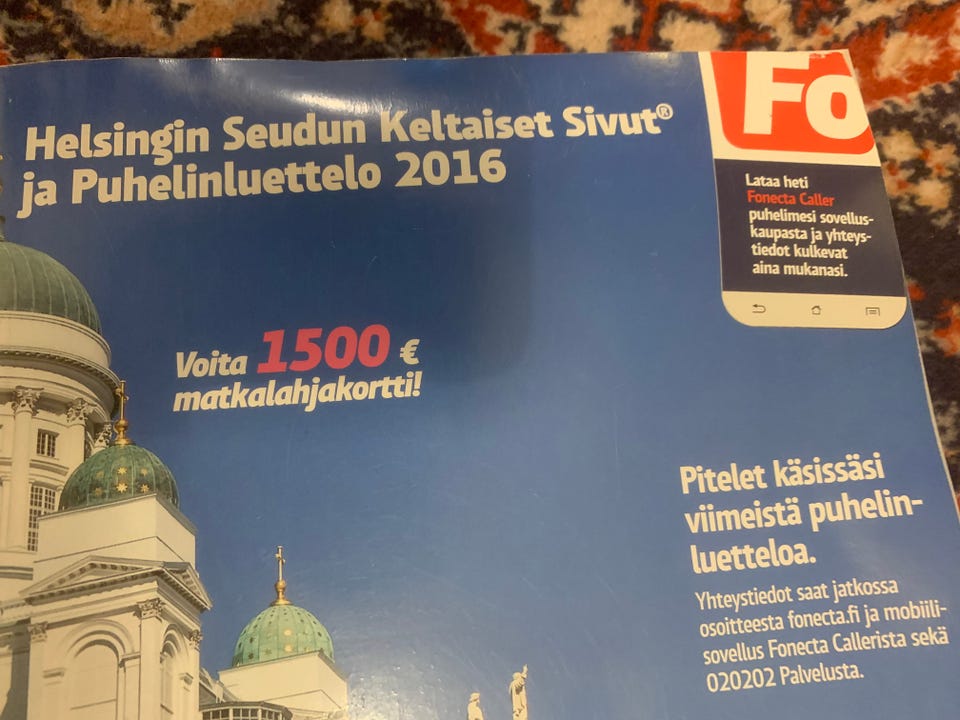 Helsingin Seudun Keltaiset Sivut®
ja Puhelinluettelo 2016
Fo
Lataa heti
Fonecta Caller
puhelimesi sovellus-
kaupasta ja yhteys-
tiedot kulkevat
aina mukanasi.
Voita 1500 €
matkalahjakortti!
Pitelet käsissäsi
viimeistä puhelin-
luetteloa.
Yhteystiedot saat jatkossa
osoitteesta fonecta.fi ja mobiili-
sovellus Fonecta Callerista sekä
020202 Palvelusta.